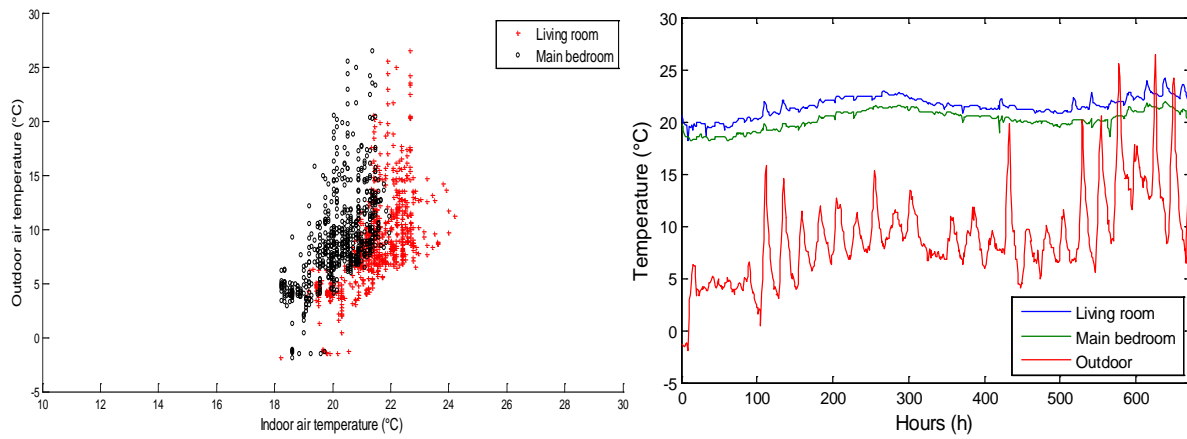 30
25
20
15
10
5
0
-5
Outdoor air temperature (°C)
Living room
Main bedroom
10 12 14 16 18 20 22 24 26 28 30
Indoor air temperature (°C)
30
25
20
15
10
5
0
-5
Temperature (°C)
Living room
Main bedroom
Outdoor
0 100 200 300 400 500 600
Hours (h)